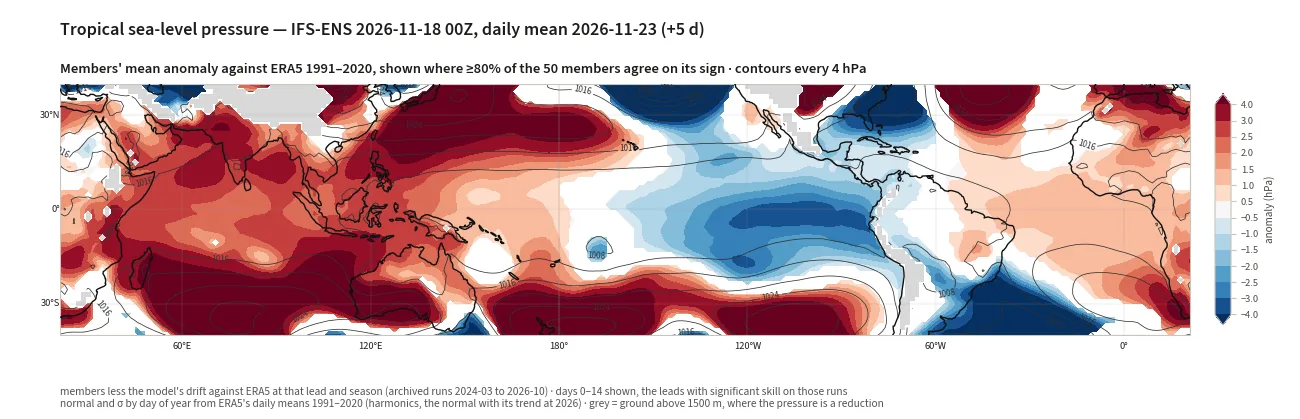 Tropical sea-level pressure — IFS-ENS 2026-11-18 00Z, daily mean 2026-11-23 (+5 d)
Members' mean anomaly against ERA5 1991–2020, shown where ≥80% of the 50 members agree on its sign · contours every 4 hPa
1016
1016
1016
1016
1016
1016
1008
1016
1016
1024
1008
1016
1016
30°N
0°
30°S
60°E
120°E
180°
120°W
60°W
0°
4.0
3.0
2.0
1.5
1.0
0.5
−0.5
−1.0
−1.5
−2.0
−3.0
−4.0
anomaly (hPa)
members less the model's drift against ERA5 at that lead and season (archived runs 2024-03 to 2026-10) · days 0–14 shown, the leads with significant skill on those runs
normal and σ by day of year from ERA5's daily means 1991–2020 (harmonics, the normal with its trend at 2026) · grey = ground above 1500 m, where the pressure is a reduction